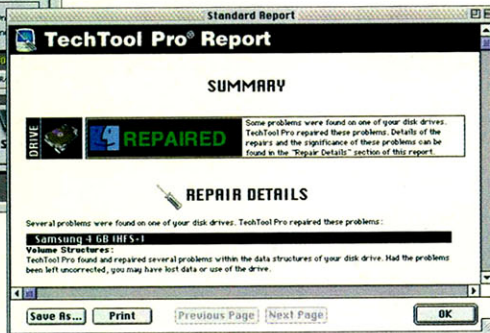 Standard Report
TechTool Pro® Report
SUMMARY
DRIVE
REPAIRED
Some problems were found on one of your disk drives.
TechTool Pro repaired these problems. Details of the
repairs and the significance of these problems can be
found in the "Repair Details" section of this report.
REPAIR DETAILS
Several problems were found on one of your disk drives. TechTool Pro repaired these problems:
Samsung 4 GB (HFS+)
Volume Structures:
TechTool Pro found and repaired several problems within the data structures of your disk drive. Had the problems
been left uncorrected, you may have lost data or use of the drive.
Save As...
Print
Previous Page
Next Page
OK